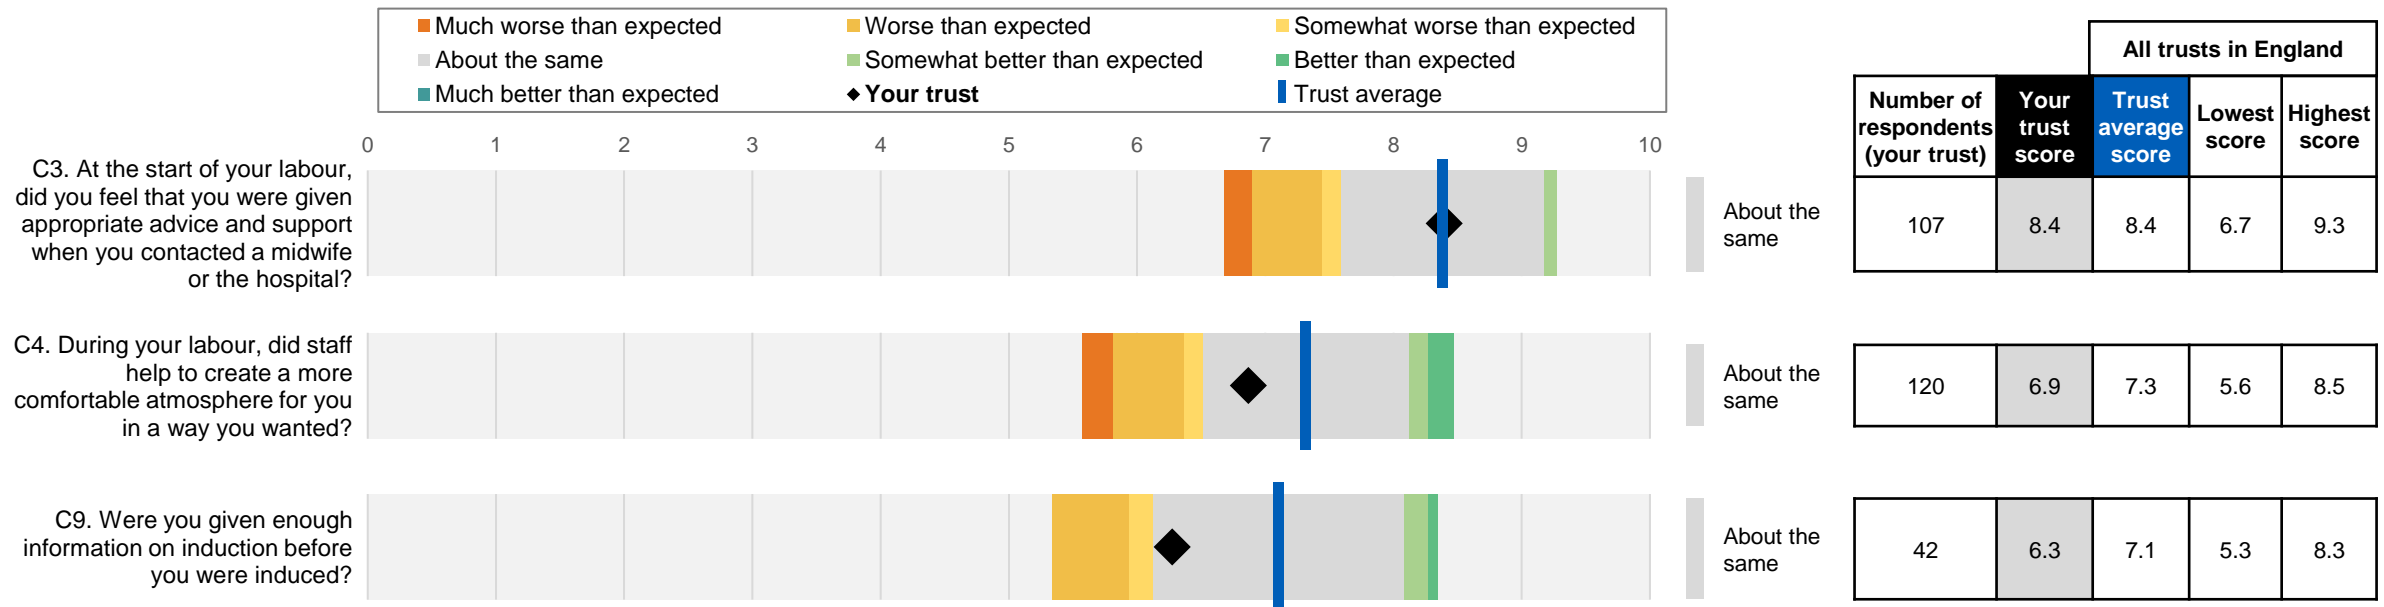 Much worse than expected
Worse than expected
Somewhat worse than expected
About the same
Somewhat better than expected
Better than expected
Much better than expected
Your trust
Trust average
All trusts in England
Number of
respondents
(your trust)
Your
trust
score
Trust
average
score
Lowest
score
Highest
score
0 1 2 3 4 5 6 7 8 9 10
C3. At the start of your labour,
did you feel that you were given
appropriate advice and support
when you contacted a midwife
or the hospital?
About the
same
107 8.4 8.4 6.7 9.3
C4. During your labour, did staff
help to create a more
comfortable atmosphere for you
in a way you wanted?
About the
same
120 6.9 7.3 5.6 8.5
C9. Were you given enough
information on induction before
you were induced?
About the
same
42 6.3 7.1 5.3 8.3